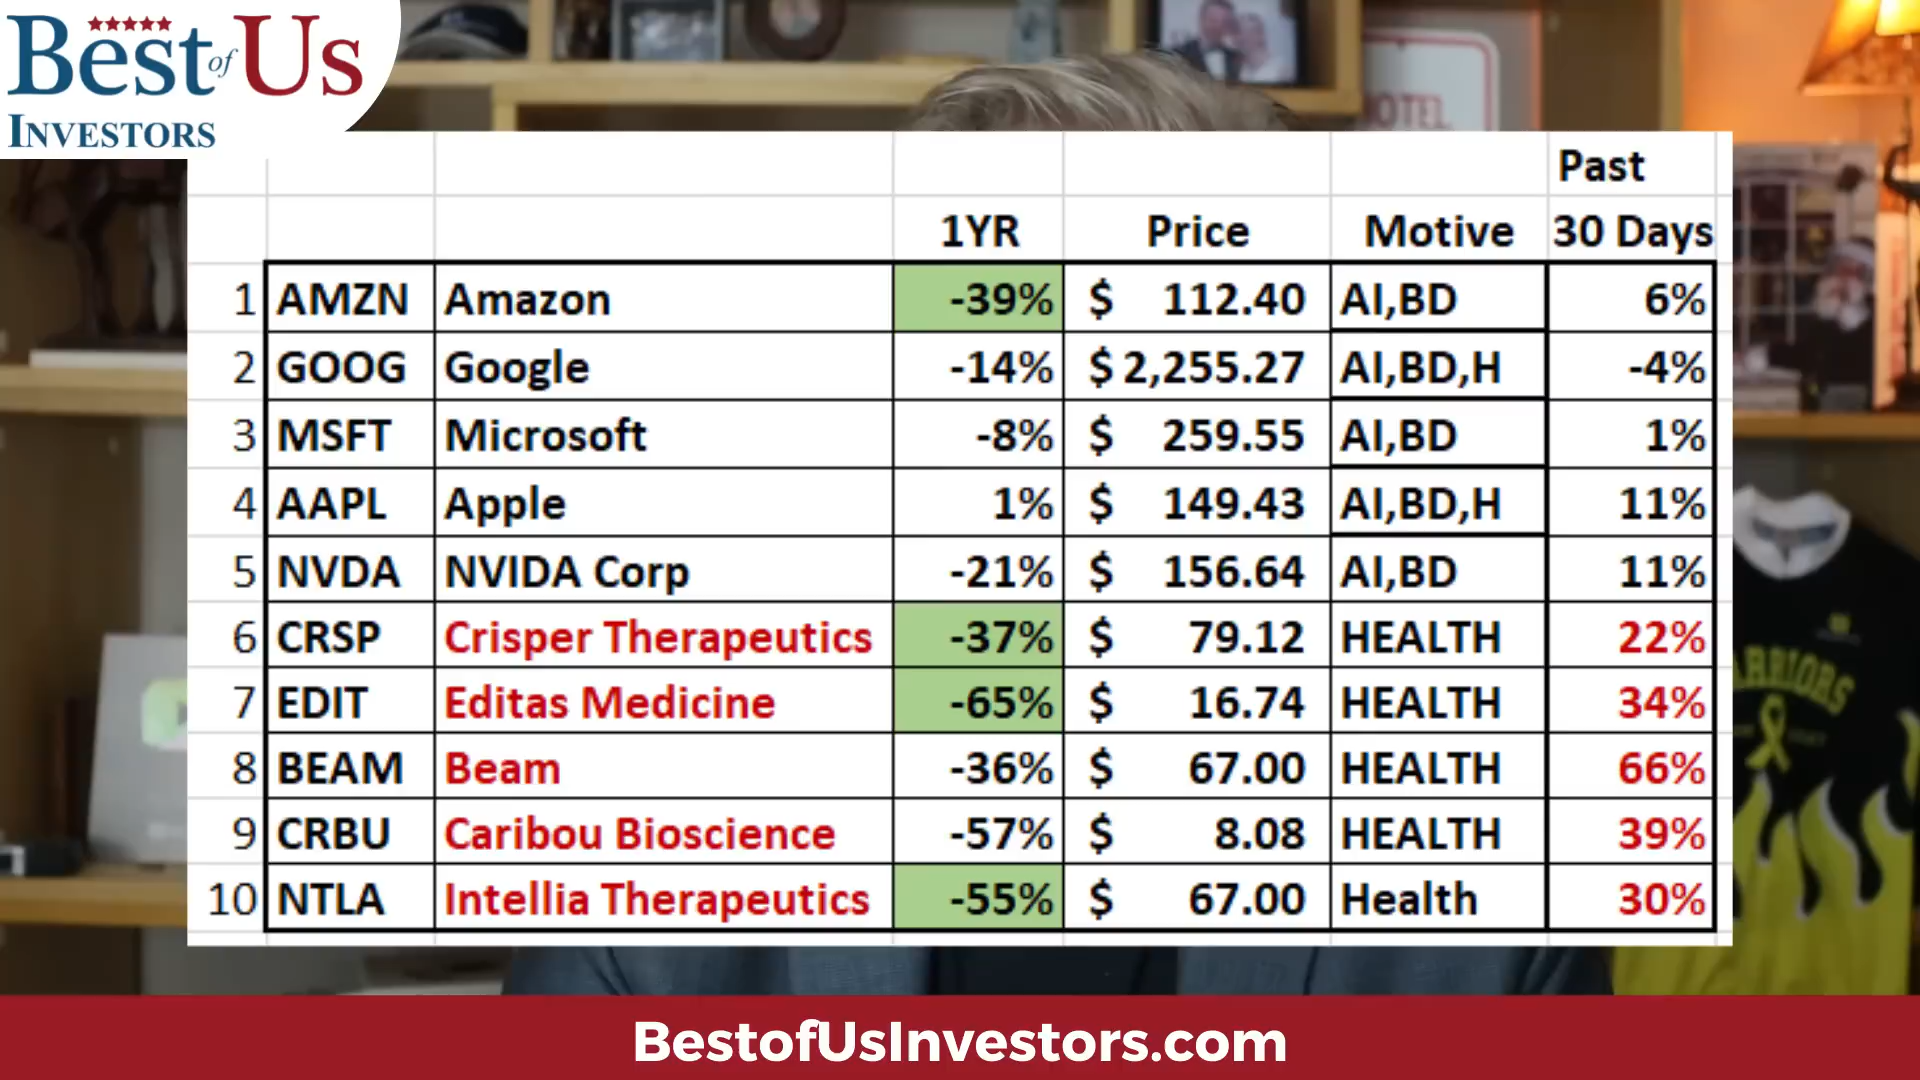 Best of Us
INVESTORS
Past
1YR Price Motive 30 Days
1 AMZN Amazon -39% $ 112.40 AI,BD 6%
2 GOOG Google -14% $ 2,255.27 AI,BD,H -4%
3 MSFT Microsoft -8% $ 259.55 AI,BD 1%
4 AAPL Apple 1% $ 149.43 AI,BD,H 11%
5 NVDA NVIDA Corp -21% $ 156.64 AI,BD 11%
6 CRSP Crisper Therapeutics -37% $ 79.12 HEALTH 22%
7 EDIT Editas Medicine -65% $ 16.74 HEALTH 34%
8 BEAM Beam -36% $ 67.00 HEALTH 66%
9 CRBU Caribou Bioscience -57% $ 8.08 HEALTH 39%
10 NTLA Intellia Therapeutics -55% $ 67.00 Health 30%
BestofUsInvestors.com